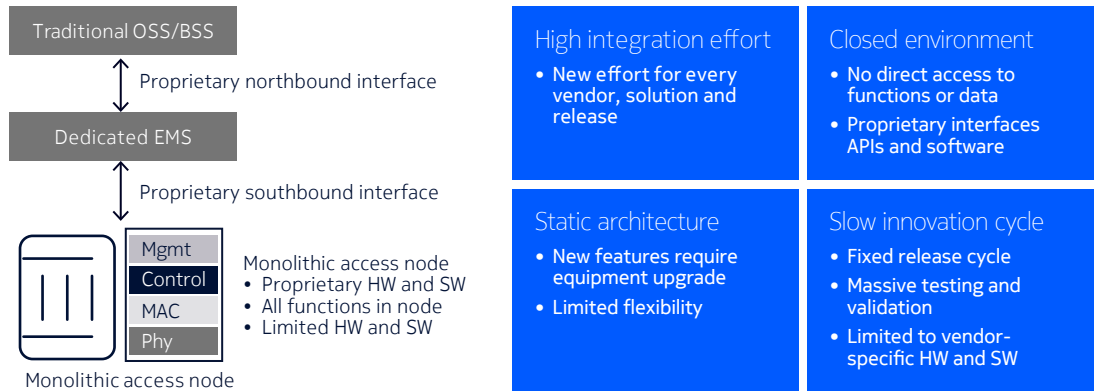 Traditional OSS/BSS
Proprietary northbound interface
Dedicated EMS
Proprietary southbound interface
Mgmt
Control
MAC
Phy
Monolithic access node
• Proprietary HW and SW
• All functions in node
• Limited HW and SW
Monolithic access node
High integration effort
• New effort for every
vendor, solution and
release
Closed environment
• No direct access to
functions or data
• Proprietary interfaces
APIs and software
Static architecture
• New features require
equipment upgrade
• Limited flexibility
Slow innovation cycle
• Fixed release cycle
• Massive testing and
validation
• Limited to vendor-
specific HW and SW